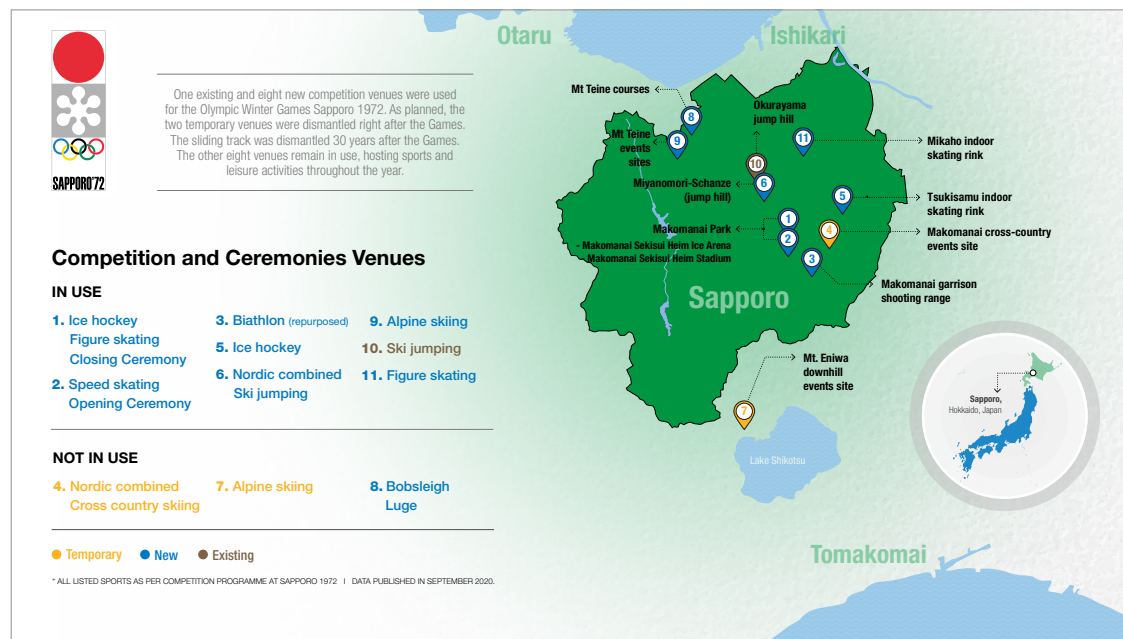 SAPPORO'72
One existing and eight new competition venues were used
for the Olympic Winter Games Sapporo 1972. As planned, the
two temporary venues were dismantled right after the Games.
The sliding track was dismantled 30 years after the Games.
The other eight venues remain in use, hosting sports and
leisure activities throughout the year.
Competition and Ceremonies Venues
IN USE
1. Ice hockey
Figure skating
Closing Ceremony
2. Speed skating
Opening Ceremony
3. Biathlon (repurposed)
5. Ice hockey
6. Nordic combined
Ski jumping
9. Alpine skiing
10. Ski jumping
11. Figure skating
NOT IN USE
4. Nordic combined
Cross country skiing
7. Alpine skiing
8. Bobsleigh
Luge
Temporary
New
Existing
* ALL LISTED SPORTS AS PER COMPETITION PROGRAMME AT SAPPORO 1972 I DATA PUBLISHED IN SEPTEMBER 2020.
Otaru
Ishikari
Mt Teine courses
8
Okurayama
jump hill
Mt Teine
events
sites
9
11
Mikaho indoor
skating rink
10
Miyanomori-Schanze
(jump hill)
6
5
Tsukisamu indoor
skating rink
Makomanai Park
- Makomanai Sekisui Heim Ice Arena
Makomanai Sekisui Heim Stadium
1
2
4
Makomanai cross-country
events site
3
Makomanai garrison
shooting range
Sapporo
Mt. Eniwa
downhill
events site
7
Lake Shikotsu
Sapporo,
Hokkaido, Japan
Tomakomai